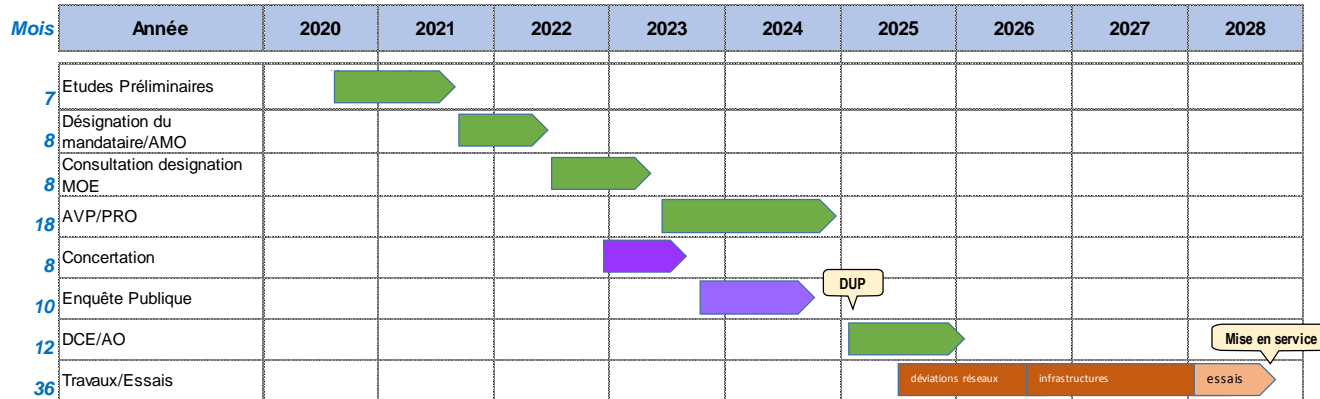 Mois Année 2020 2021 2022 2023 2024 2025 2026 2027 2028
7 Etudes Préliminaires
Désignation du
8 mandataire/AMO
Consultation designation
8 MOE
18 AVP/PRO
8 Concertation
10 Enquête Publique
DUP
12 DCE/AO
Mise en service
36 Travaux/Essais déviations réseaux infrastructures essais